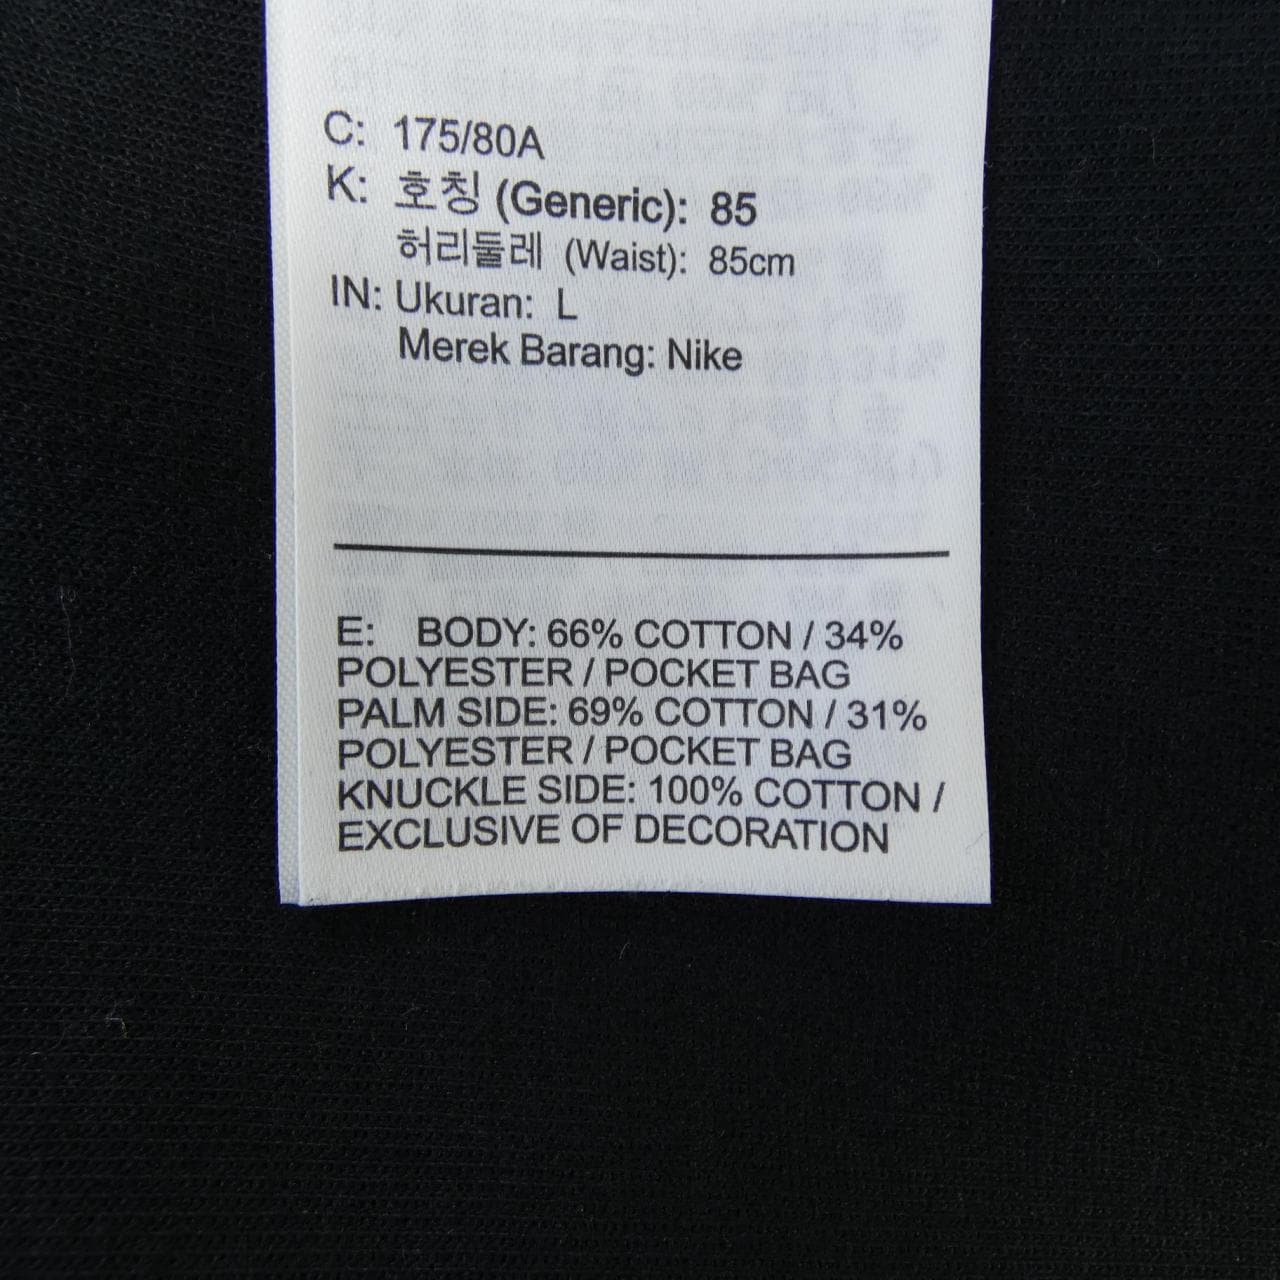 C: 175/80A
K: 호칭 (Generic): 85
허리둘레 (Waist): 85cm
IN: Ukuran: L
Merek Barang: Nike
E: BODY: 66% COTTON / 34%
POLYESTER / POCKET BAG
PALM SIDE: 69% COTTON / 31%
POLYESTER / POCKET BAG
KNUCKLE SIDE: 100% COTTON /
EXCLUSIVE OF DECORATION